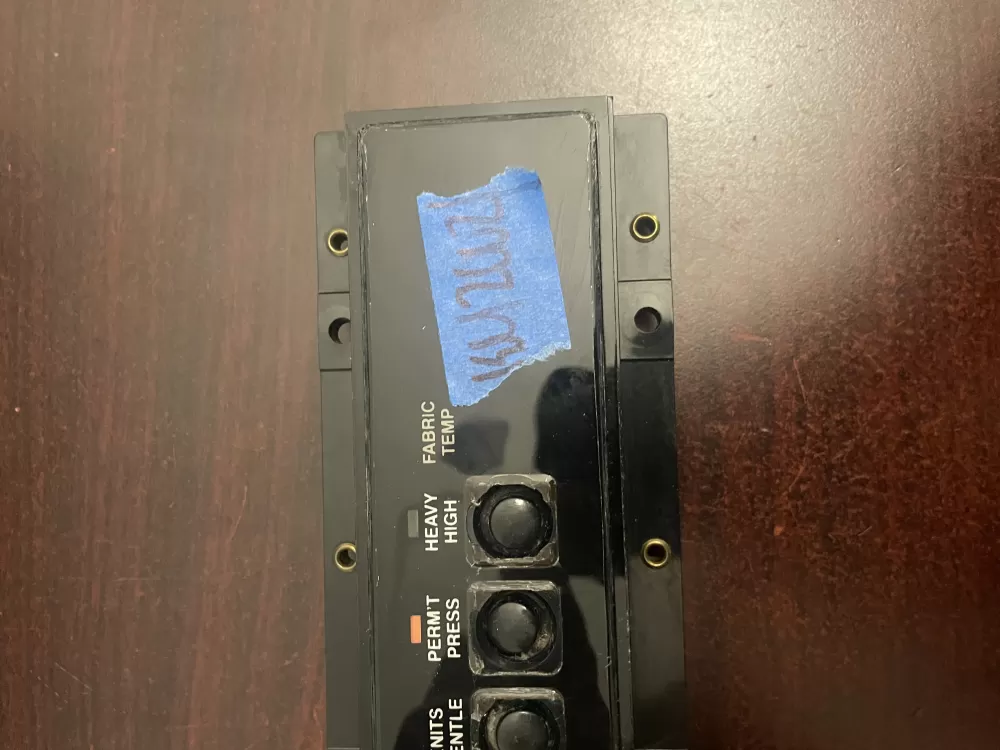 FABRIC
TEMP
HEAVY
HIGH
PERM'T
PRESS
NITS
ENTLE